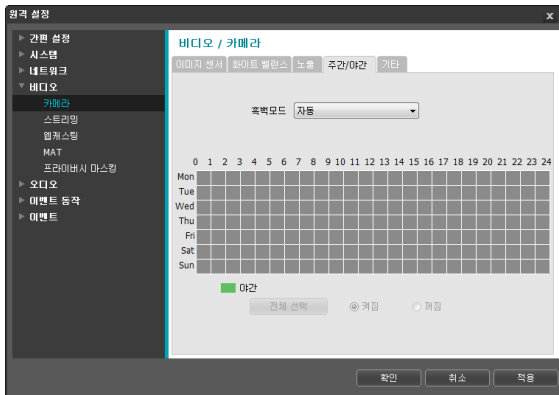 원격 설정 x
간편 설정
시스템
네트워크
비디오
카메라
스트리밍
웹캐스팅
MAT
프라이버시 마스킹
오디오
이벤트 동작
이벤트
비디오 / 카메라
이미지 센서 화이트 밸런스 노출 주간/야간 기타
흑백모드 자동
0 1 2 3 4 5 6 7 8 9 10 11 12 13 14 15 16 17 18 19 20 21 22 23 24
Mon
Tue
Wed
Thu
Fri
Sat
Sun
야간
전체 선택 켜짐 꺼짐
확인 취소 적용